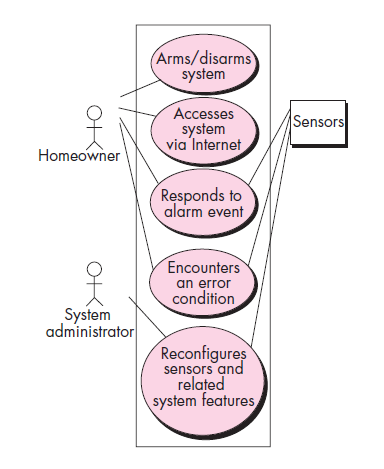 Arms/disarms
system
Accesses
system
via Internet
Sensors
Homeowner
Responds to
alarm event
Encounters
an error
condition
System
administrator
Reconfigures
sensors and
related
system features